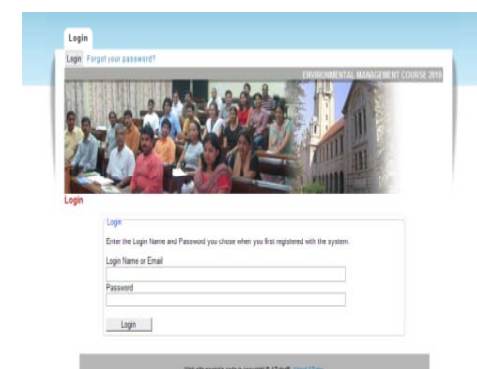 Login
Login Forgot your password?
ENVIRONMENTAL MANAGEMENT COURSE 2010
Login
Login
Enter the Login Name and Password you chose when you first registered with the system.
Login Name or Email
Password
Login